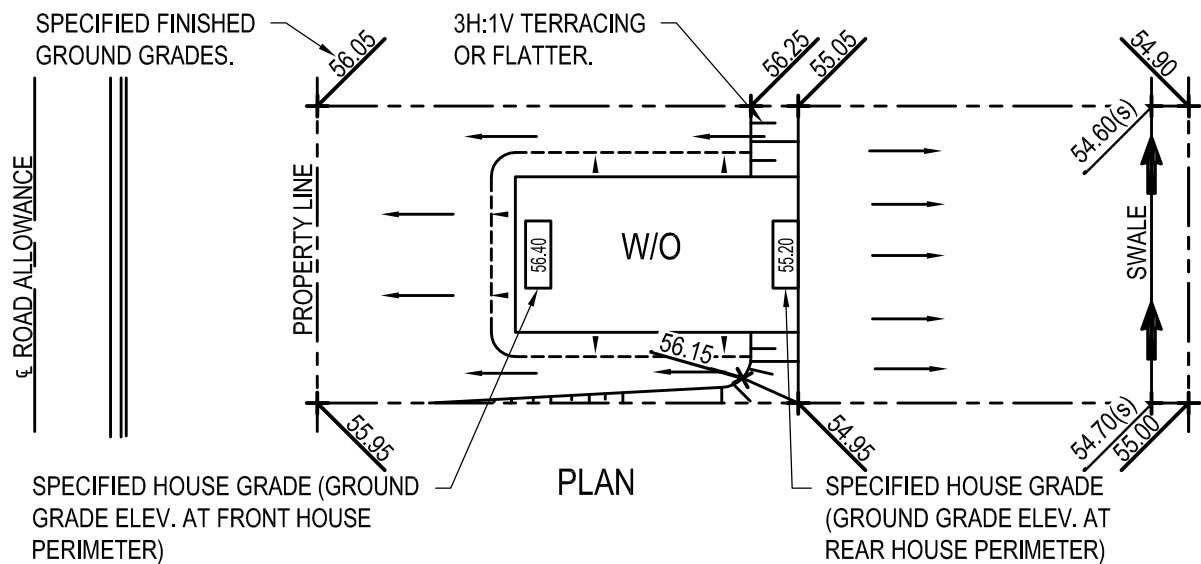 SPECIFIED FINISHED
GROUND GRADES.
3H:1V TERRACING
OR FLATTER.
56.05
56.25
55.05
54.90
54.60(s)
℄ ROAD ALLOWANCE
PROPERTY LINE
56.40
W/O
55.20
SWALE
56.15
55.95
54.95
54.70(s)
55.00
PLAN
SPECIFIED HOUSE GRADE (GROUND
GRADE ELEV. AT FRONT HOUSE
PERIMETER)
SPECIFIED HOUSE GRADE
(GROUND GRADE ELEV. AT
REAR HOUSE PERIMETER)